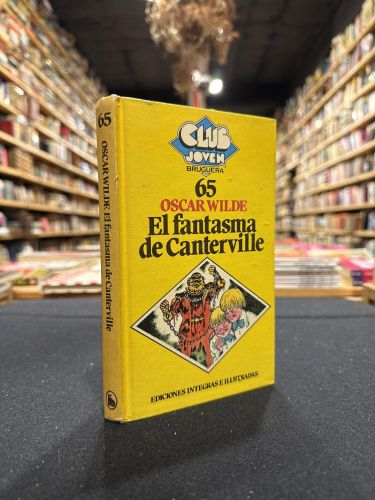 65
OSCAR WILDE El fantasma de Canterville
CLUB
JOVEN
BRUGUERA
65
OSCAR WILDE
El fantasma
de Canterville
EDICIONES INTEGRAS E ILUSTRADAS